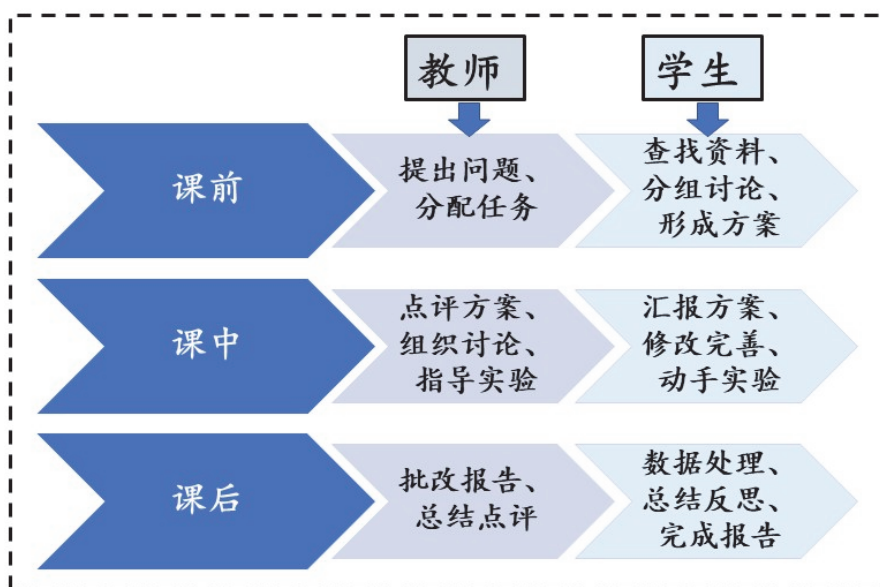 教师
学生
课前
提出问题、
分配任务
查找资料、
分组讨论、
形成方案
课中
点评方案、
组织讨论、
指导实验
汇报方案、
修改完善、
动手实验
课后
批改报告、
总结点评
数据处理、
总结反思、
完成报告